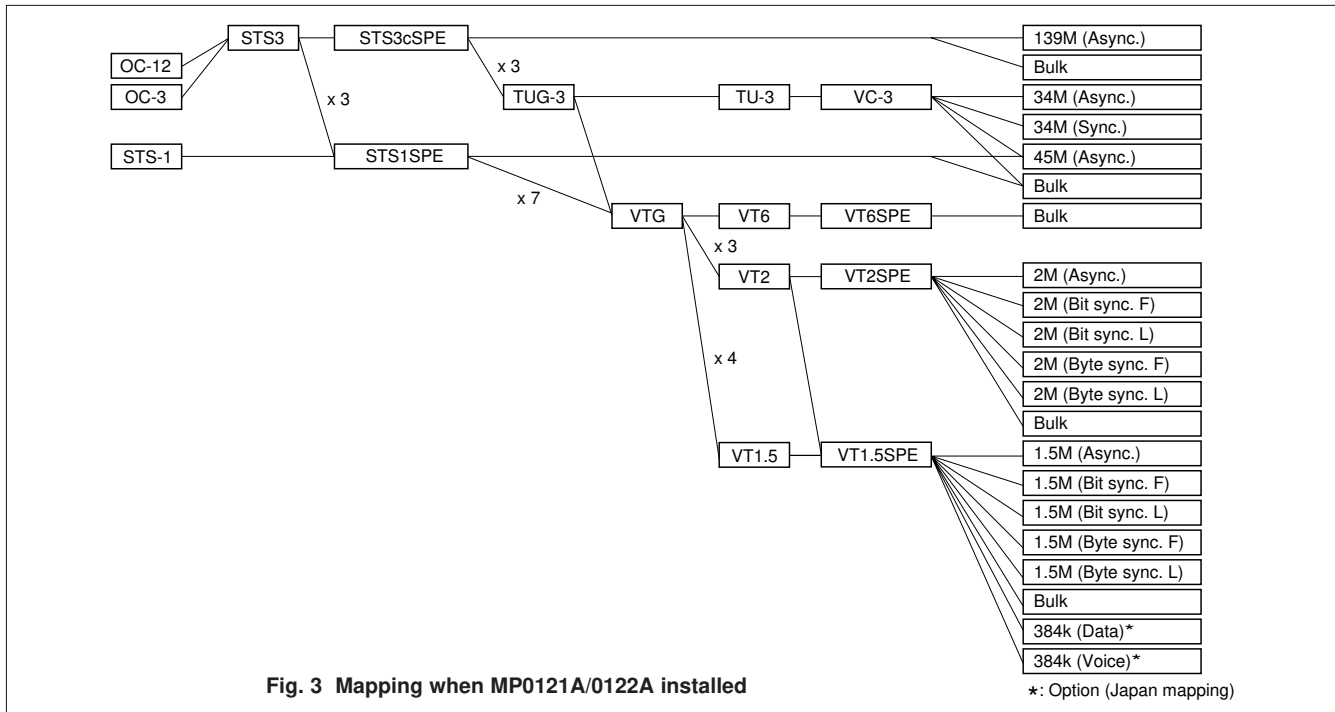 STS3 STS3cSPE 139M (Async.)
OC-12 Bulk
x 3
OC-3 TUG-3 TU-3 VC-3 34M (Async.)
x 3
34M (Sync.)
STS-1 STS1SPE 45M (Async.)
Bulk
x 7
VTG VT6 VT6SPE Bulk
x 3
VT2 VT2SPE 2M (Async.)
2M (Bit sync. F)
2M (Bit sync. L)
x 4
2M (Byte sync. F)
2M (Byte sync. L)
Bulk
VT1.5 VT1.5SPE 1.5M (Async.)
1.5M (Bit sync. F)
1.5M (Bit sync. L)
1.5M (Byte sync. F)
1.5M (Byte sync. L)
Bulk
384k (Data)*
384k (Voice)*
Fig. 3 Mapping when MP0121A/0122A installed
*: Option (Japan mapping)